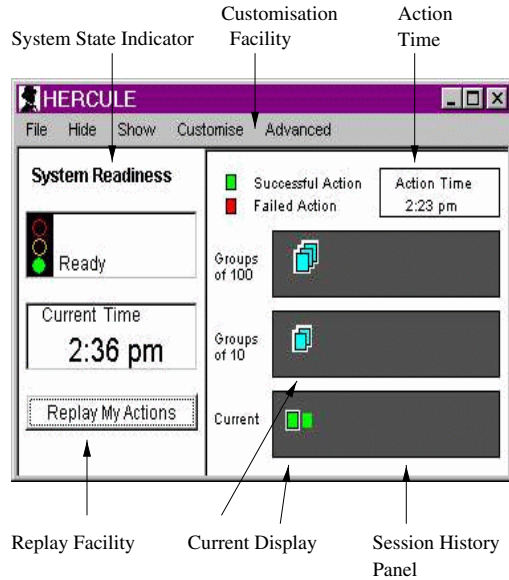 Customisation
Facility
Action
Time
System State Indicator
HERCULE
File Hide Show Customise Advanced
System Readiness
Ready
Current Time
2:36 pm
Replay My Actions
Successful Action
Failed Action
Action Time
2:23 pm
Groups
of 100
Groups
of 10
Current
Replay Facility
Current Display
Session History
Panel